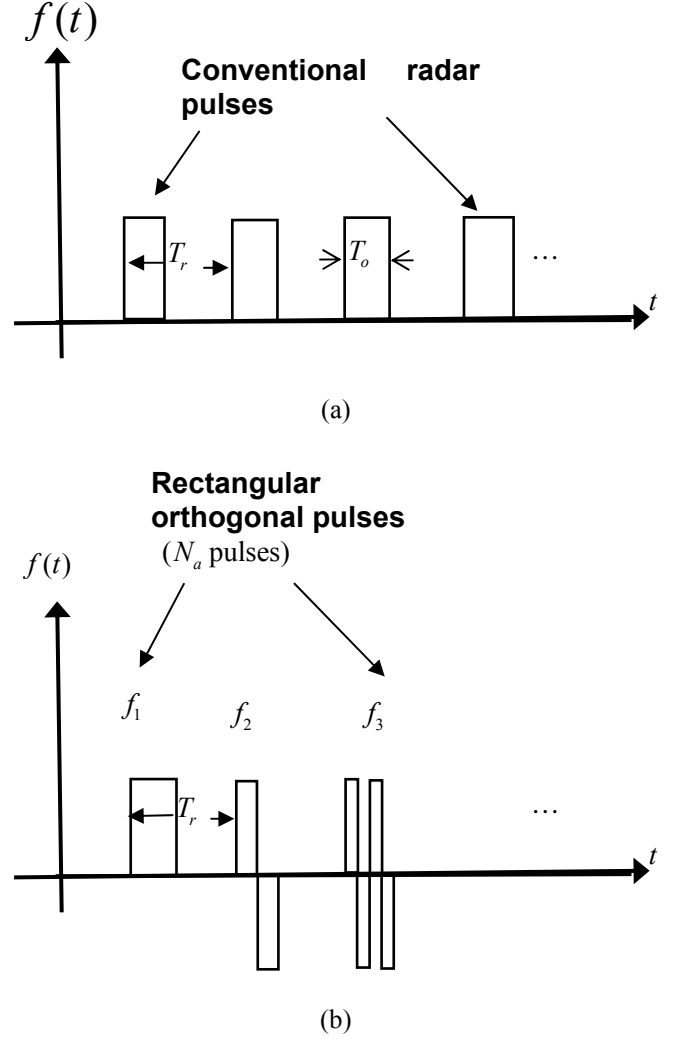 f(t)
Conventional radar
pulses
T_r
T_o
...
t
(a)
Rectangular
orthogonal pulses
(N_a pulses)
f(t)
f_1
f_2
f_3
T_r
...
t
(b)